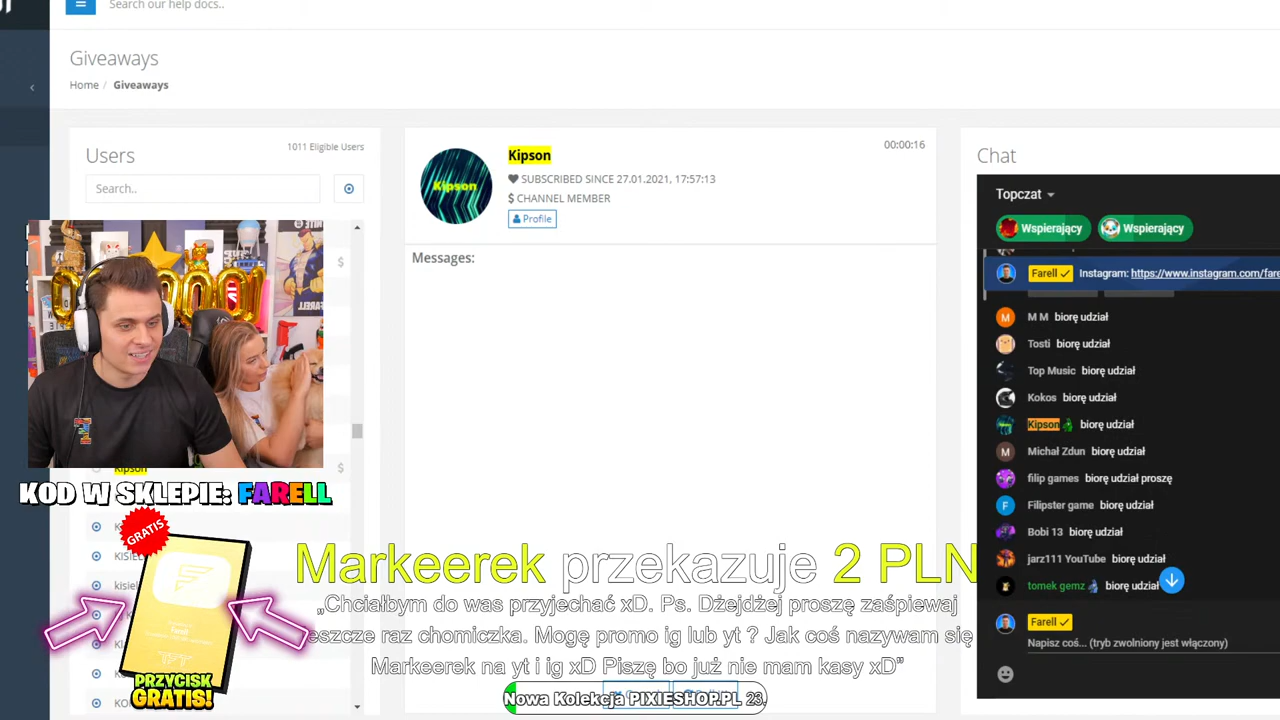 Search our help docs..
Giveaways
Home / Giveaways
Users
1011 Eligible Users
Search..
Kipson
00:00:16
SUBSCRIBED SINCE 27.01.2021, 17:57:13
$ CHANNEL MEMBER
Profile
Messages:
Chat
Topczat
Wspierający
Wspierający
Farell Instagram: https://www.instagram.com/fare
M M biorę udział
Tosti biorę udział
Top Music biorę udział
Kokos biorę udział
Kipson biorę udział
Michał Zdun biorę udział
filip games biorę udział proszę
Filipster game biorę udział
Bobi 13 biorę udział
jarz111 YouTube biorę udział
tomek gemz biorę udział
Farell
Napisz coś... (tryb zwolniony jest włączony)
Kipson
KOD W SKLEPIE: FARELL
GRATIS
Farell
PRZYCISK
GRATIS!
Markeerek przekazuje 2 PLN
„Chciałbym do was przyjechać xD. Ps. Dżejdżej proszę zaśpiewaj
eszcze raz chomiczka. Mogę promo ig lub yt ? Jak coś nazywam się
Markeerek na yt i ig xD Piszę bo już nie mam kasy xD”
Nowa Kolekcja PIXIESHOP.PL 23.